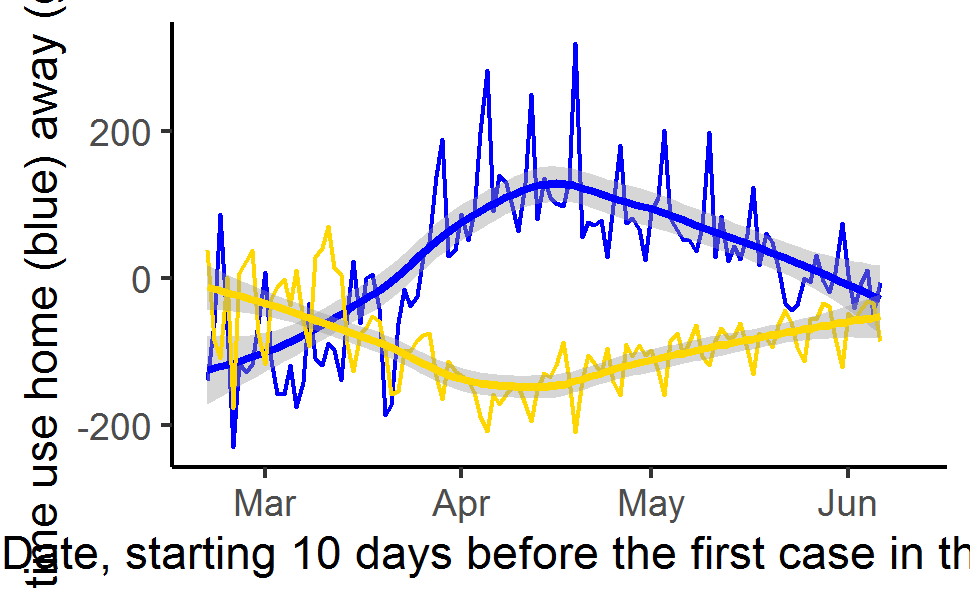 time use home (blue) away (
200
0
-200
Mar Apr May Jun
Date, starting 10 days before the first case in th